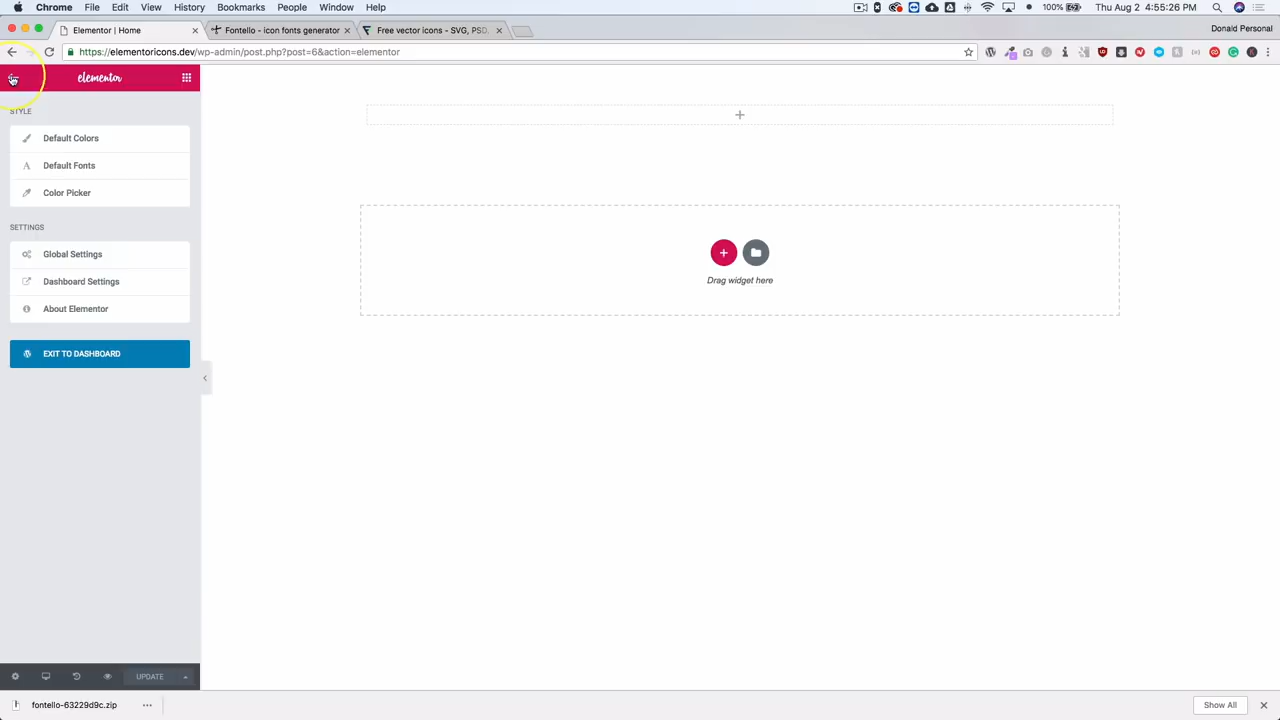 Chrome File Edit View History Bookmarks People Window Help 100% Thu Aug 2 4:55:26 PM
Elementor | Home Fontello - icon fonts generator Free vector icons - SVG, PSD, Donald Personal
https://elementoricons.dev/wp-admin/post.php?post=6&action=elementor
elementor
STYLE
Default Colors
Default Fonts
Color Picker
SETTINGS
Global Settings
Dashboard Settings
About Elementor
EXIT TO DASHBOARD
Drag widget here
UPDATE
fontello-63229d9c.zip Show All